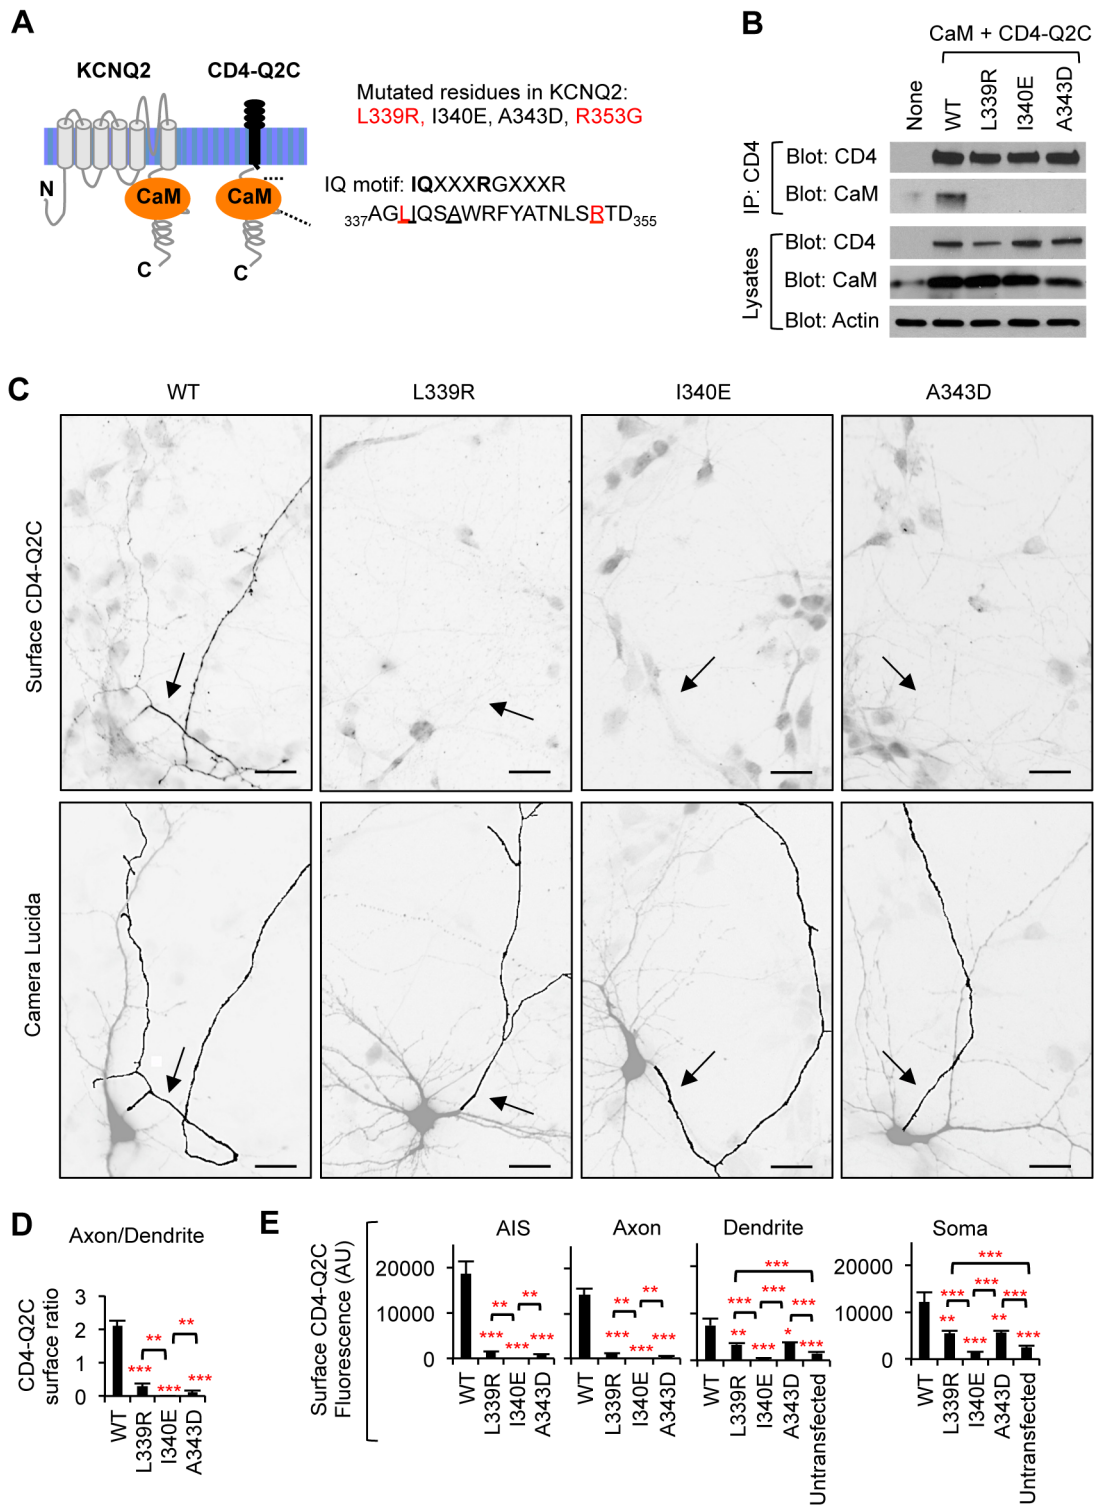 A
KCNQ2
CD4-Q2C
N
CaM
CaM
C
C
Mutated residues in KCNQ2:
L339R, I340E, A343D, R353G
IQ motif: IQXXXRGXXXR
337AGLIQSAWRFYATNLSRTD355
B
CaM + CD4-Q2C
None
WT
L339R
I340E
A343D
IP: CD4
Blot: CD4
Blot: CaM
Lysates
Blot: CD4
Blot: CaM
Blot: Actin
C
WT
L339R
I340E
A343D
Surface CD4-Q2C
Camera Lucida
D
Axon/Dendrite
CD4-Q2C
surface ratio
3
2
1
0
**
**
***
***
***
WT
L339R
I340E
A343D
E
Surface CD4-Q2C
Fluorescence (AU)
AIS
20000
10000
0
**
**
***
***
***
WT
L339R
I340E
A343D
Axon
**
**
***
***
***
WT
L339R
I340E
A343D
Dendrite
***
***
***
***
**
***
*
***
WT
L339R
I340E
A343D
Untransfected
Soma
20000
10000
0
***
***
***
***
**
***
**
***
WT
L339R
I340E
A343D
Untransfected